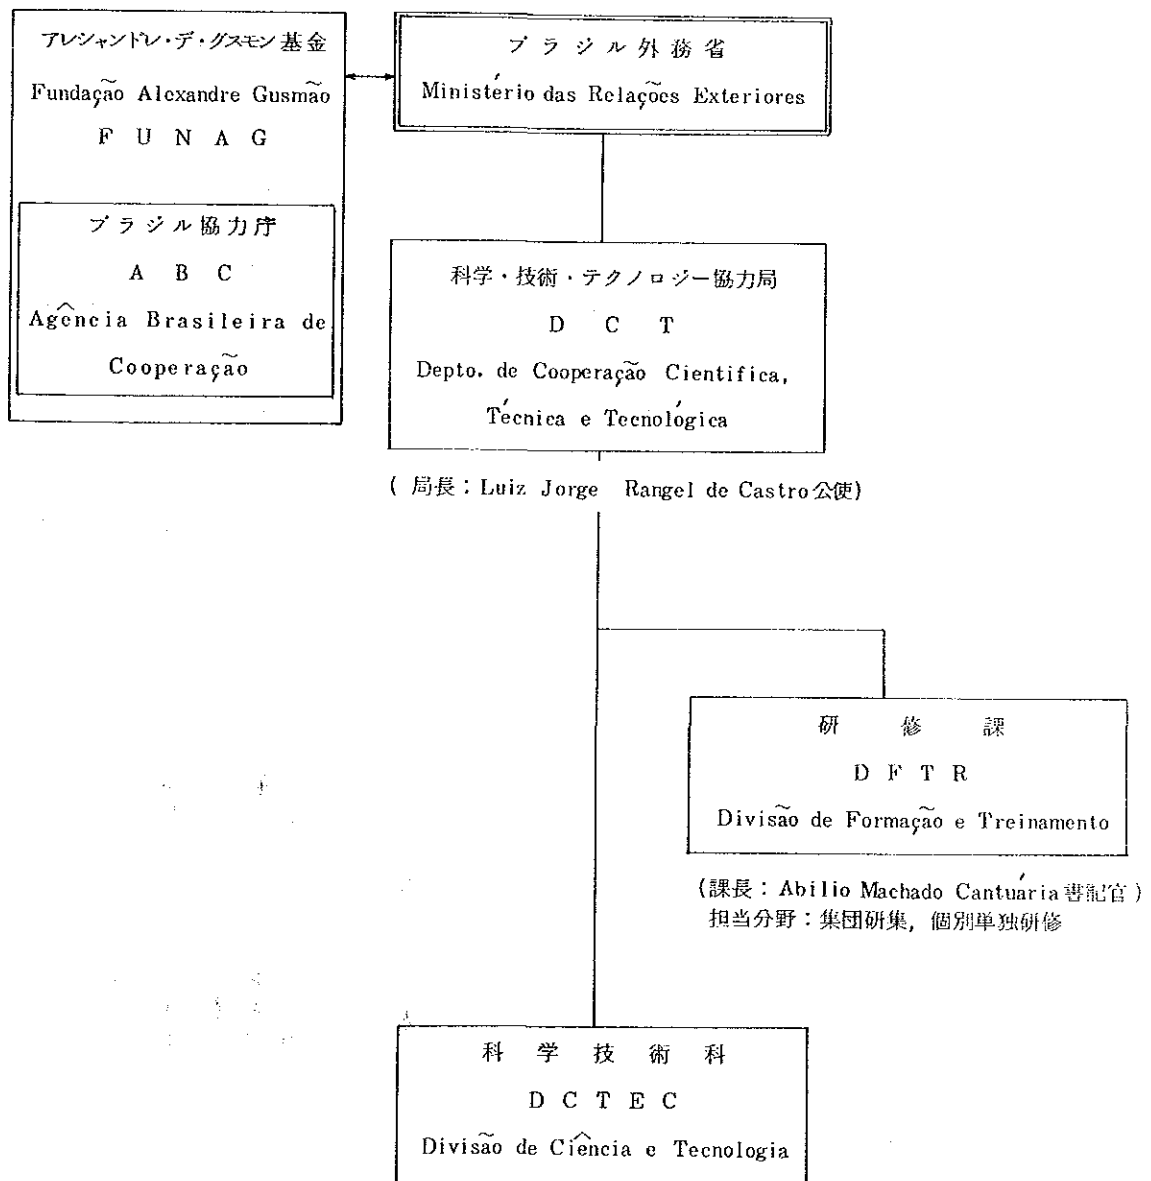 アレシャンドレ・デ・グスモン基金
Fundação Alexandre Gusmão
F U N A G
ブラジル協力庁
A B C
Agência Brasileira de
Cooperação
ブラジル外務省
Ministério das Relações Exteriores
科学・技術・テクノロジー協力局
D C T
Depto. de Cooperação Cientifica,
Técnica e Tecnológica
( 局長：Luiz Jorge Rangel de Castro公使)
研修課
D F T R
Divisão de Formação e Treinamento
(課長：Abilio Machado Cantuária書記官)
担当分野：集団研集, 個別単独研修
科学技術科
D C T E C
Divisão de Ciência e Tecnologia